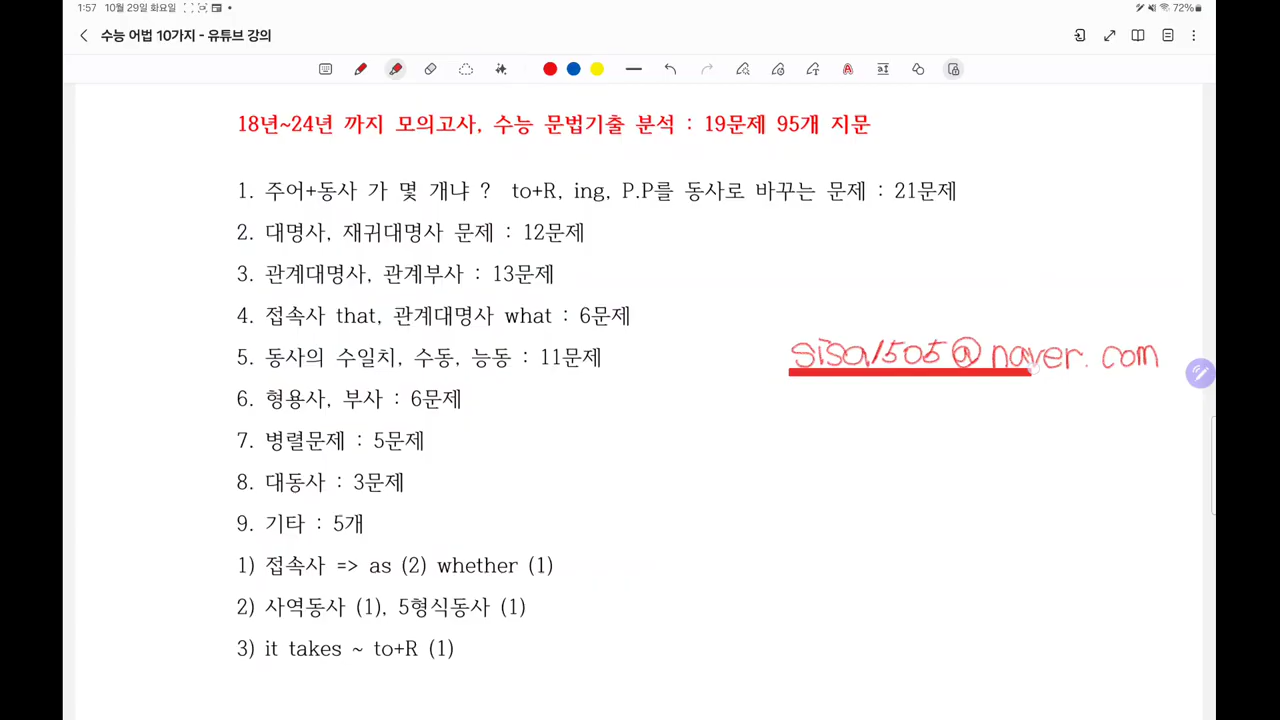 1:57 10월 29일 화요일 72%
수능 어법 10가지 - 유튜브 강의
18년~24년 까지 모의고사, 수능 문법기출 분석 : 19문제 95개 지문
1. 주어+동사 가 몇 개냐 ? to+R, ing, P.P를 동사로 바꾸는 문제 : 21문제
2. 대명사, 재귀대명사 문제 : 12문제
3. 관계대명사, 관계부사 : 13문제
4. 접속사 that, 관계대명사 what : 6문제
sisa1505@naver.com
5. 동사의 수일치, 수동, 능동 : 11문제
6. 형용사, 부사 : 6문제
7. 병렬문제 : 5문제
8. 대동사 : 3문제
9. 기타 : 5개
1) 접속사 => as (2) whether (1)
2) 사역동사 (1), 5형식동사 (1)
3) it takes ~ to+R (1)